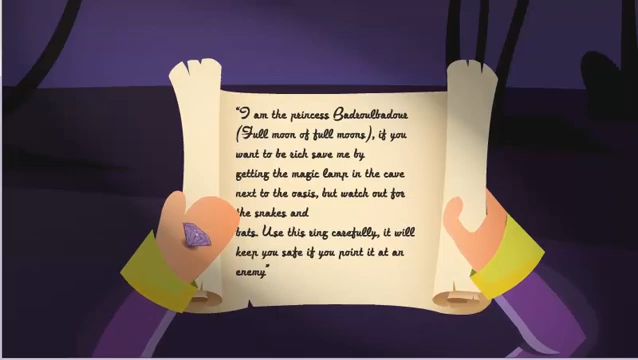 "I am the princess Badroulbadour
(Full moon of full moons), if you
want to be rich save me by
getting the magic lamp in the cave
next to the oasis, but watch out for
the snakes and
bats. Use this ring carefully, it will
keep you safe if you point it at an
enemy"